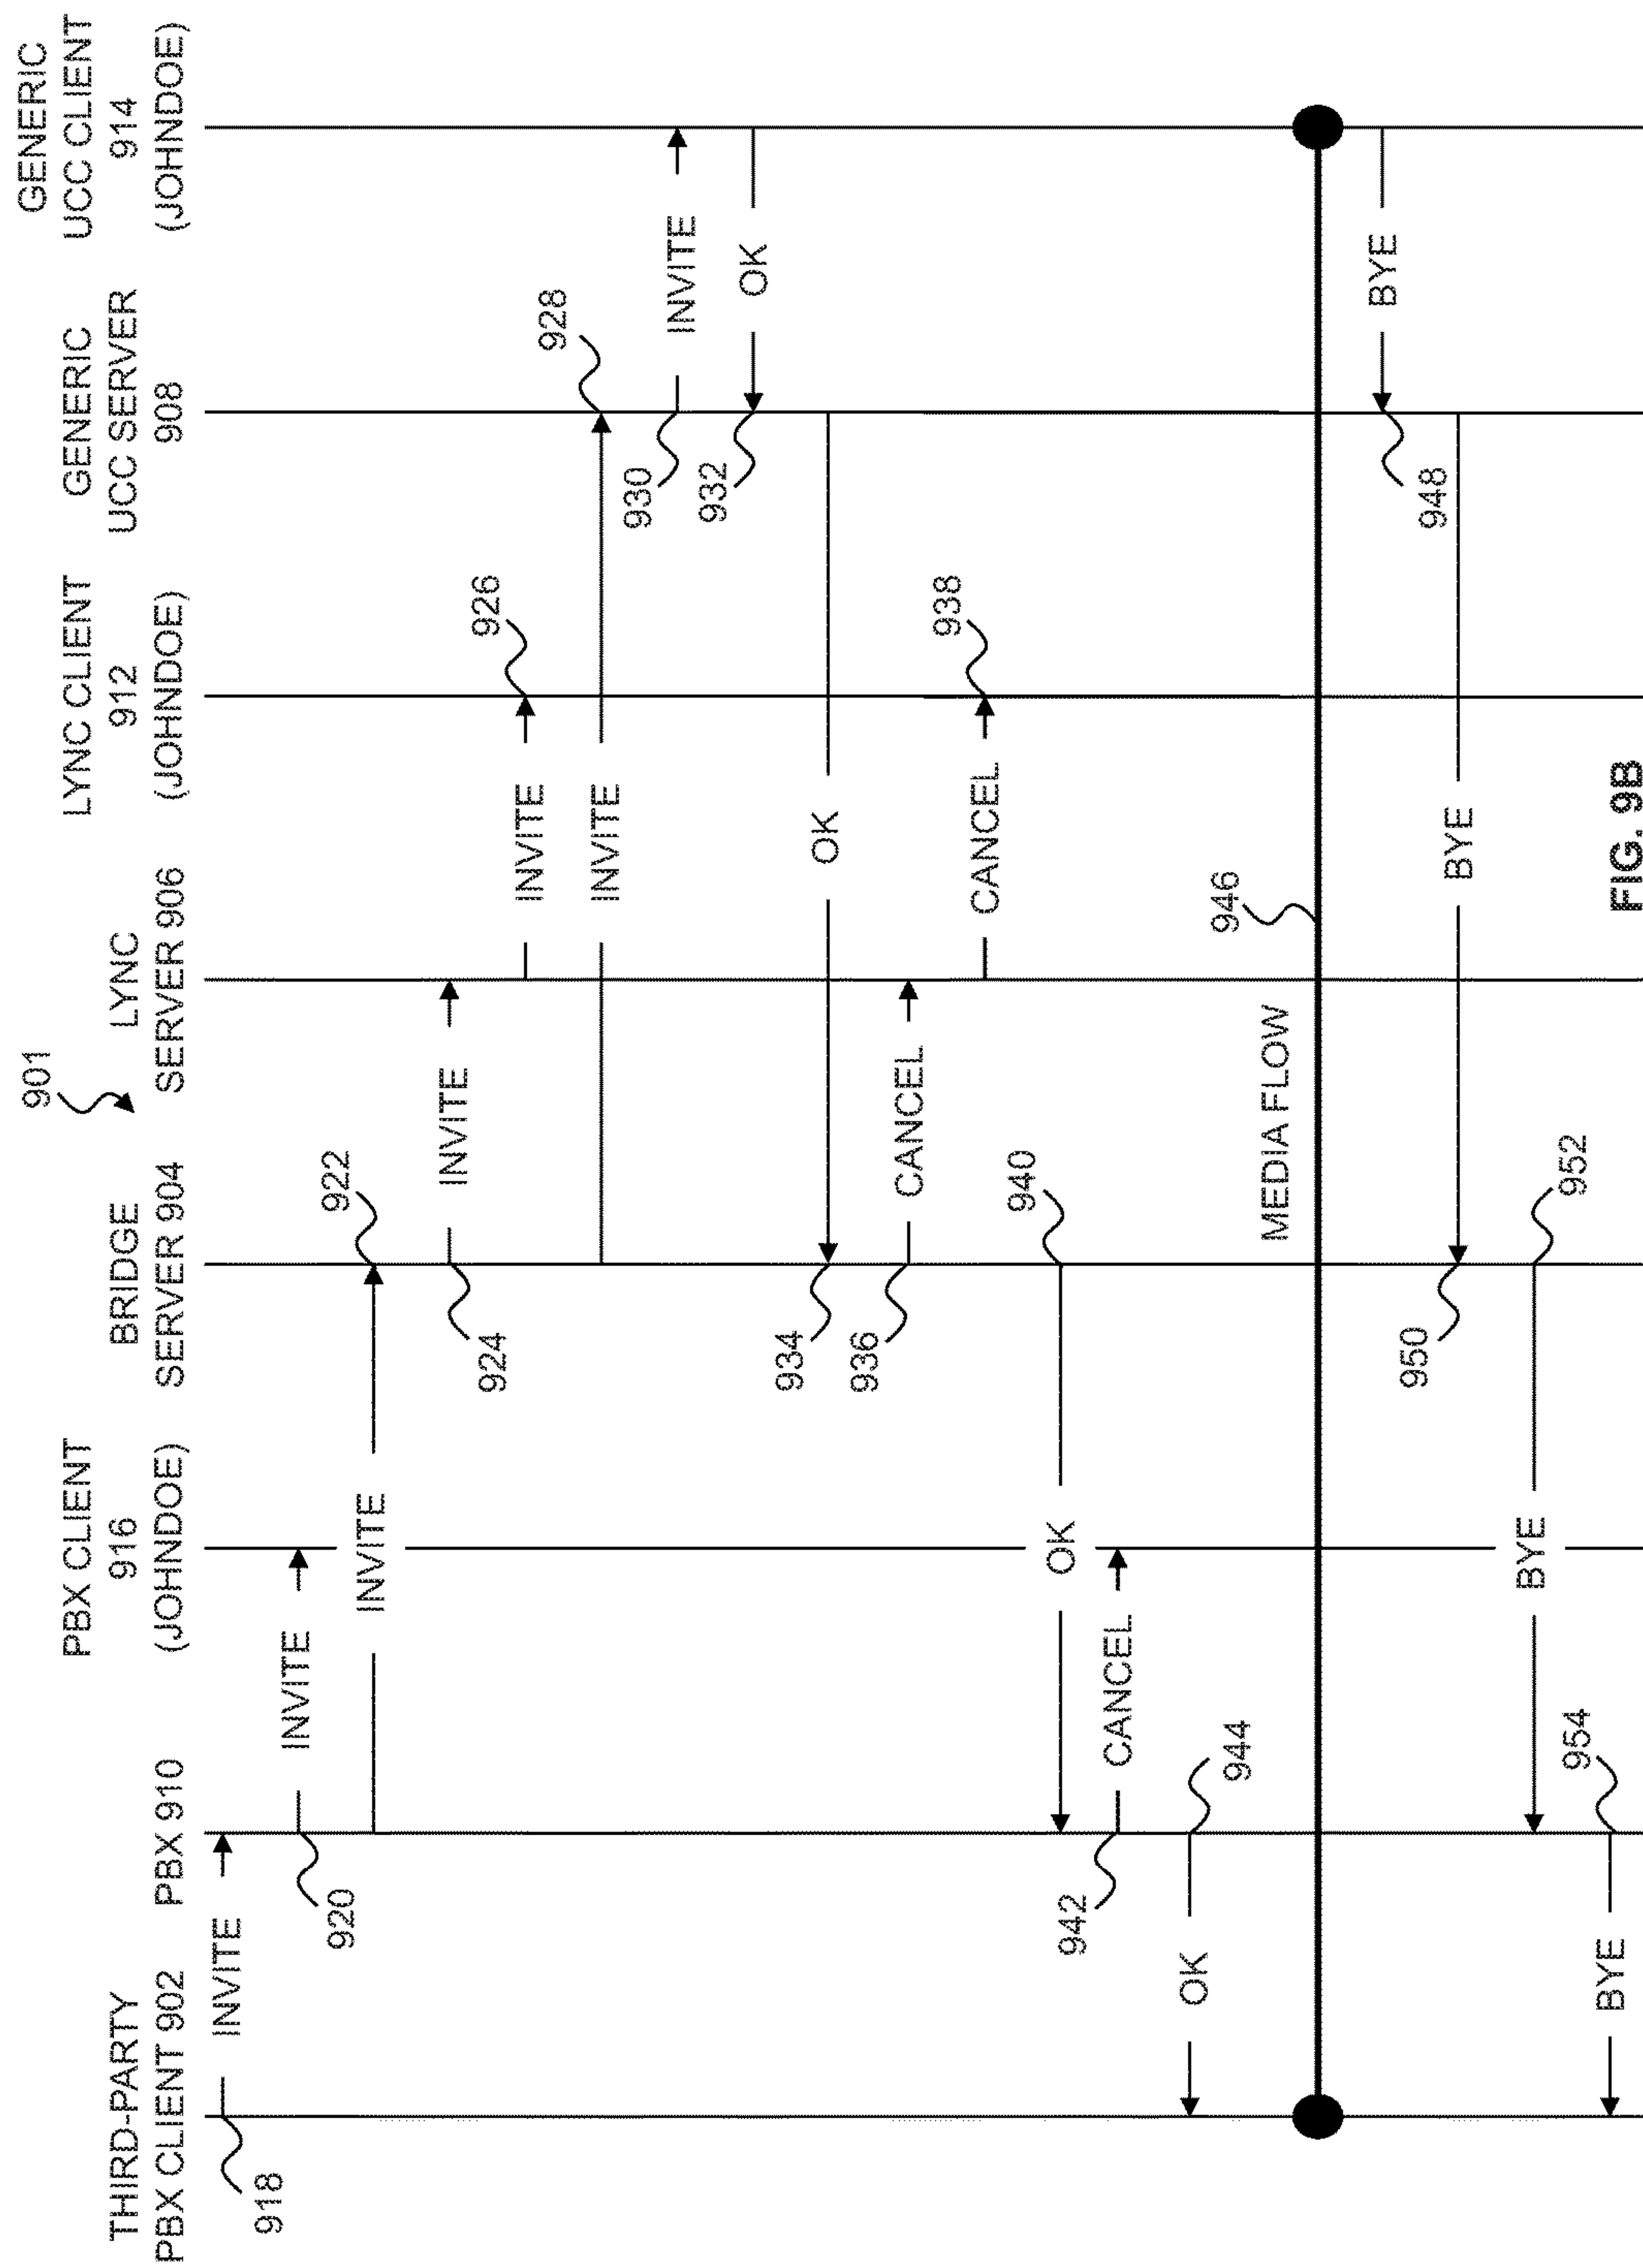 901
THIRD-PARTY
PBX CLIENT 902
PBX 910
PBX CLIENT
916
(JOHNDOE)
BRIDGE
SERVER 904
LYNC
SERVER 906
LYNC CLIENT
912
(JOHNDOE)
GENERIC
UCC SERVER
908
GENERIC
UCC CLIENT
914
(JOHNDOE)
918
INVITE
920
INVITE
INVITE
922
924
INVITE
INVITE
926
INVITE
928
930
INVITE
932
OK
934
OK
936
CANCEL
CANCEL
938
OK
940
942
CANCEL
OK
944
MEDIA FLOW
946
BYE
948
950
BYE
BYE
952
BYE
954
FIG. 9B